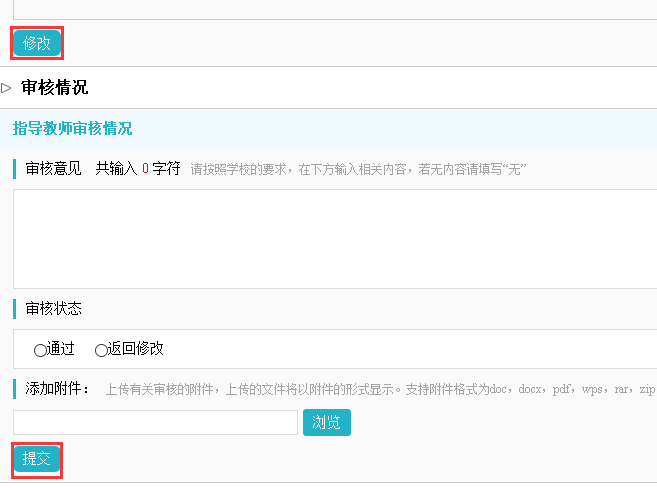 修改
审核情况
指导教师审核情况
审核意见 共输入 0 字符 请按照学校的要求，在下方输入相关内容，若无内容请填写“无”
审核状态
通过 返回修改
添加附件： 上传有关审核的附件，上传的文件将以附件的形式显示。支持附件格式为doc，docx，pdf，wps，rar，zip
浏览
提交